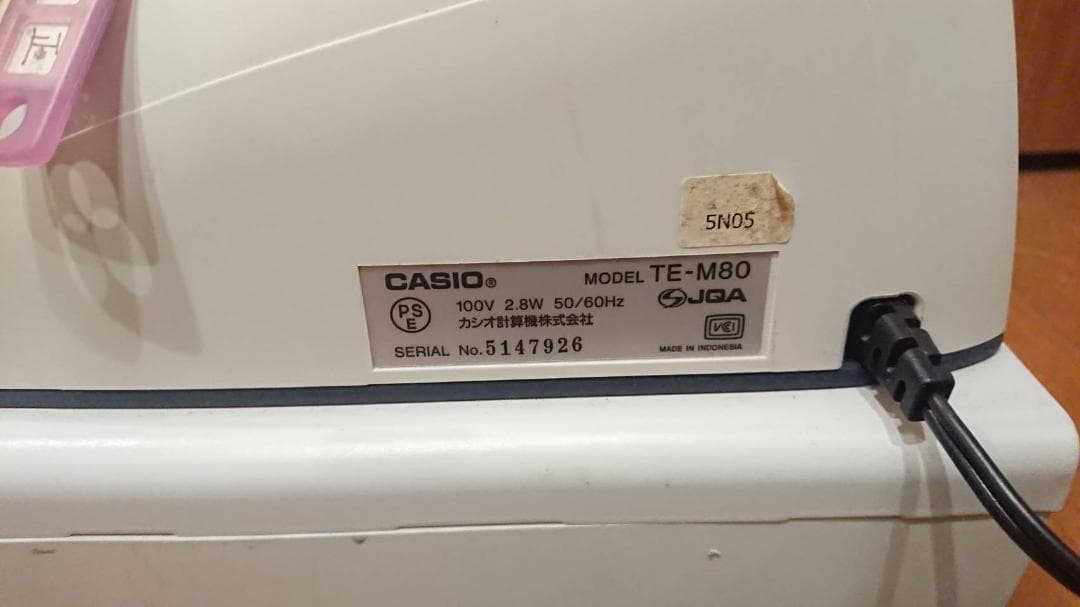 5N05
CASIO® MODEL TE-M80
PS E 100V 2.8W 50/60Hz JQA
カシオ計算機株式会社 VCI
SERIAL No.5147926 MADE IN INDONESIA